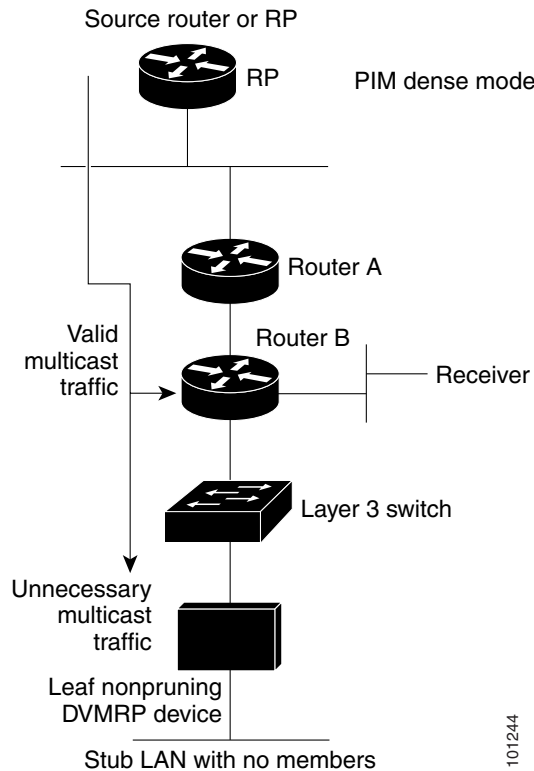 Source router or RP
RP
PIM dense mode
Router A
Router B
Valid
multicast
traffic
Receiver
Layer 3 switch
Unnecessary
multicast
traffic
Leaf nonpruning
DVMRP device
Stub LAN with no members
101244